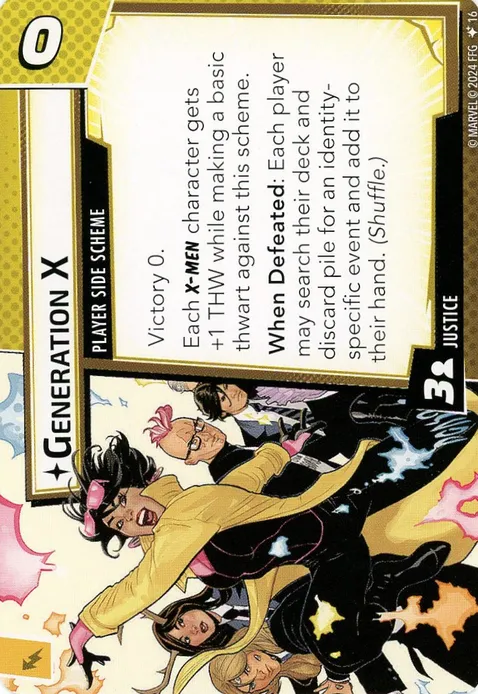 0
GENERATION X
PLAYER SIDE SCHEME
Victory 0.
Each X-MEN character gets
+1 THW while making a basic
thwart against this scheme.
When Defeated: Each player
may search their deck and
discard pile for an identity-
specific event and add it to
their hand. (Shuffle.)
3
JUSTICE
© MARVEL © 2024 FFG 16